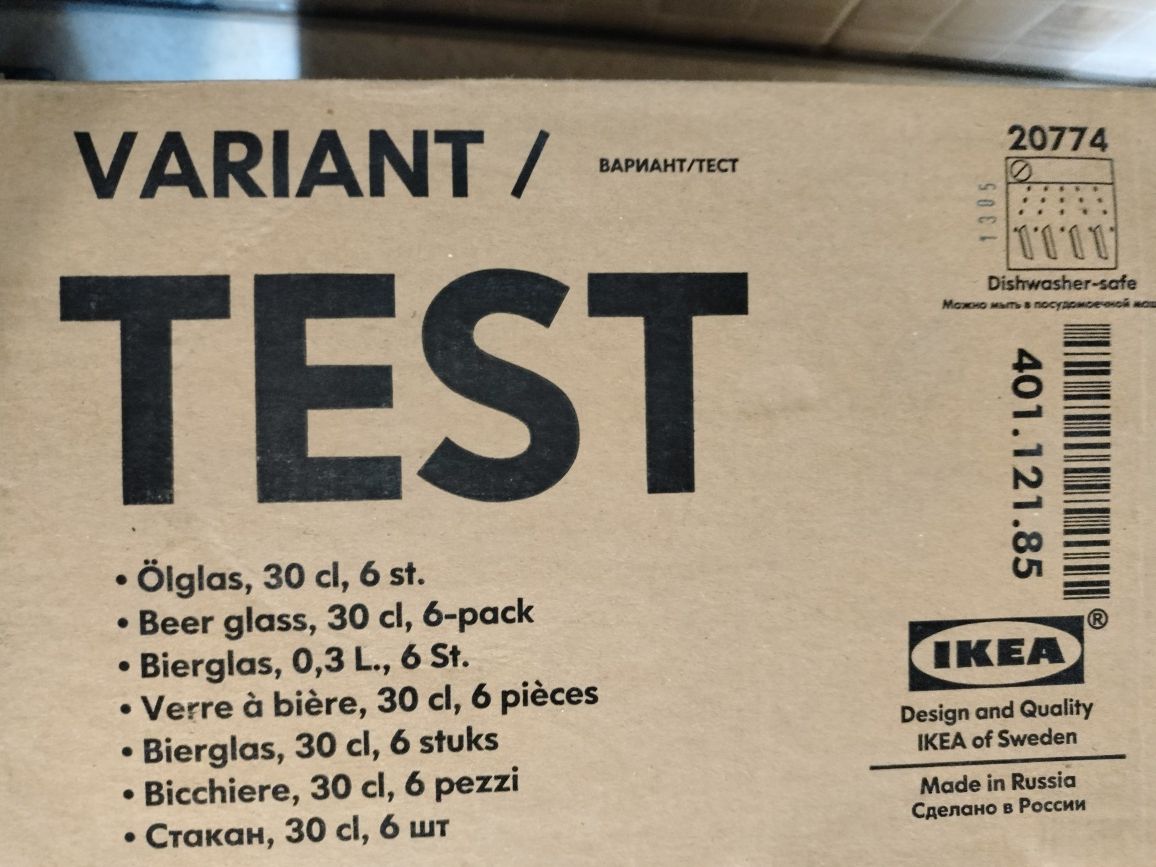 VARIANT /
ВАРИАНТ/ТЕСТ
TEST
• Ölglas, 30 cl, 6 st.
• Beer glass, 30 cl, 6-pack
• Bierglas, 0,3 L., 6 St.
• Verre à bière, 30 cl, 6 pièces
• Bierglas, 30 cl, 6 stuks
• Bicchiere, 30 cl, 6 pezzi
• Стакан, 30 cl, 6 шт
20774
1305
Dishwasher-safe
Можно мыть в посудомоечной
401.121.85
IKEA®
Design and Quality
IKEA of Sweden
Made in Russia
Сделано в России